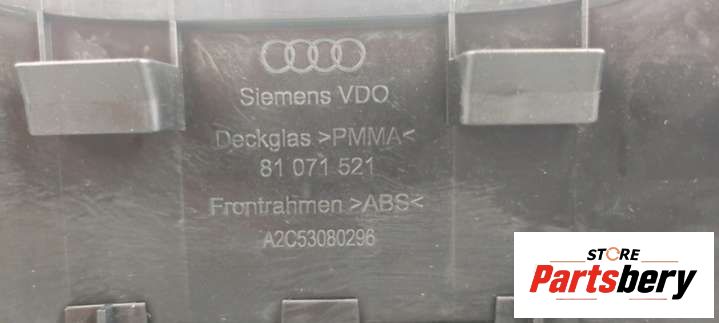 Siemens VDO
Deckglas >PMMA<
81 071 521
Frontrahmen >ABS<
A2C53080296
STORE
Partsbery